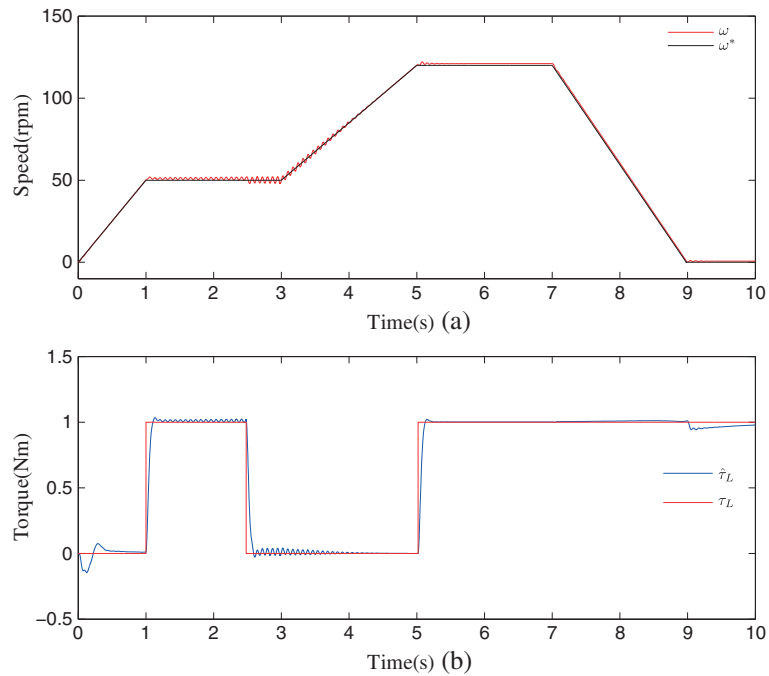 150
100
50
0
Speed(rpm)
ω
ω*
0 1 2 3 4 5 6 7 8 9 10
Time(s) (a)
1.5
1
0.5
0
−0.5
Torque(Nm)
τ̂_L
τ_L
0 1 2 3 4 5 6 7 8 9 10
Time(s) (b)